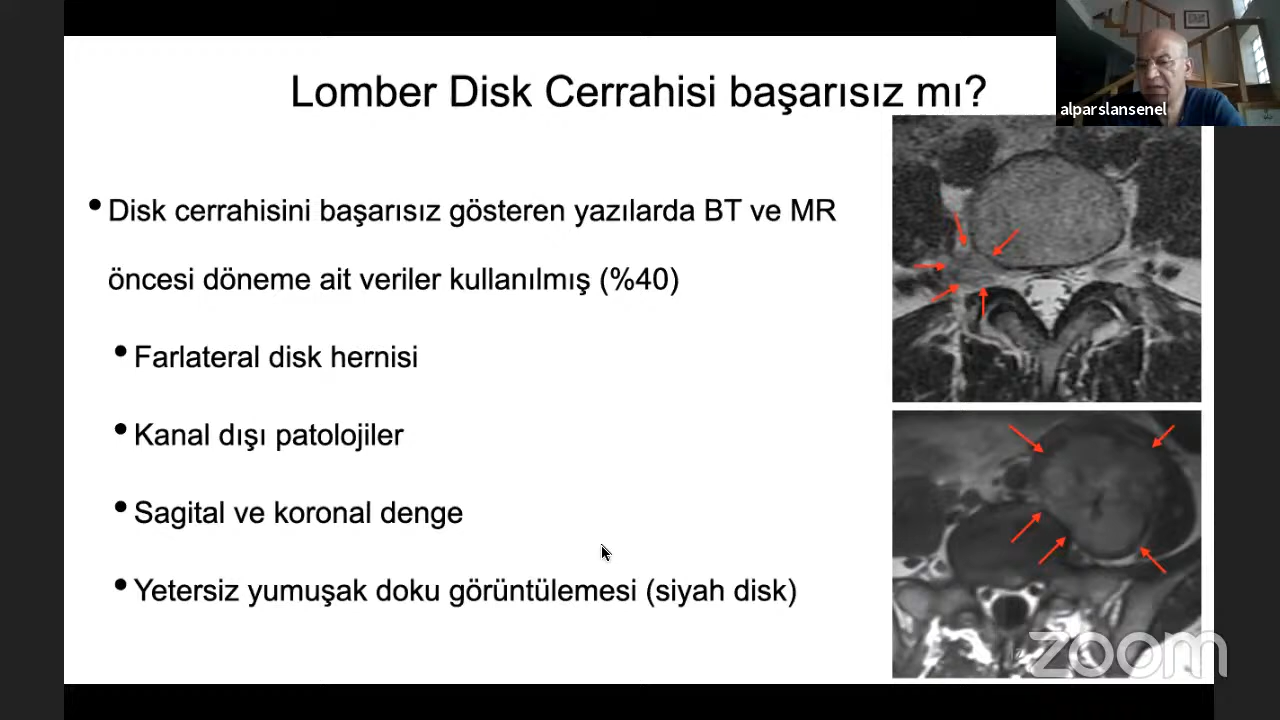 Lomber Disk Cerrahisi başarısız mı?
alparslansenel
• Disk cerrahisini başarısız gösteren yazılarda BT ve MR
öncesi döneme ait veriler kullanılmış (%40)
• Farlateral disk hernisi
• Kanal dışı patolojiler
• Sagital ve koronal denge
• Yetersiz yumuşak doku görüntülemesi (siyah disk)
zoom